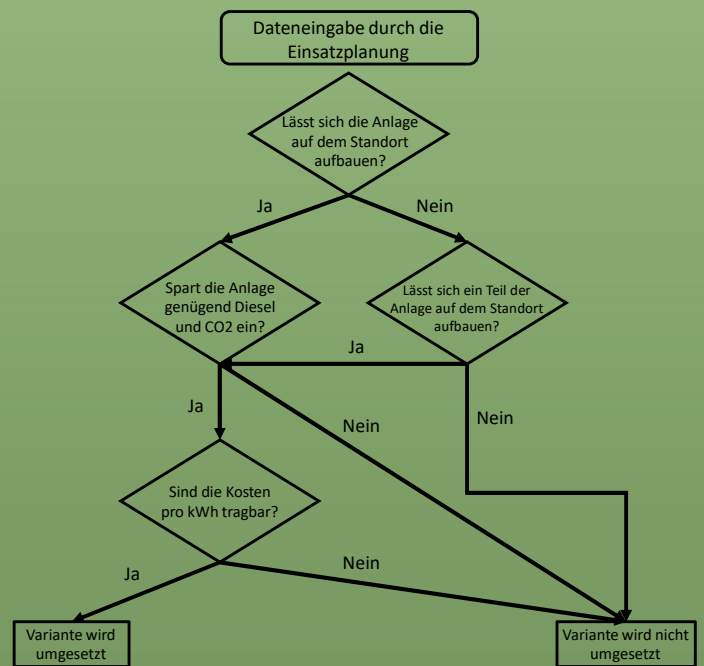 Dateneingabe durch die
Einsatzplanung
Lässt sich die Anlage
auf dem Standort
aufbauen?
Ja
Nein
Spart die Anlage
genügend Diesel
und CO2 ein?
Lässt sich ein Teil der
Anlage auf dem Standort
aufbauen?
Ja
Ja
Nein
Nein
Sind die Kosten
pro kWh tragbar?
Ja
Nein
Variante wird
umgesetzt
Variante wird nicht
umgesetzt